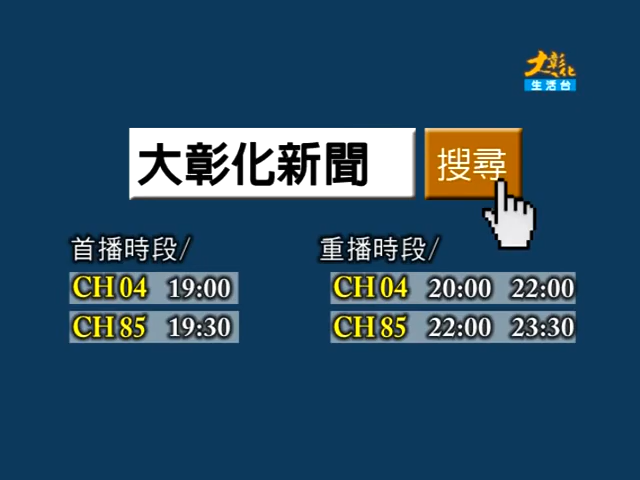 大彰化
生活台
大彰化新聞 搜尋
首播時段/ 重播時段/
CH 04 19:00 CH 04 20:00 22:00
CH 85 19:30 CH 85 22:00 23:30